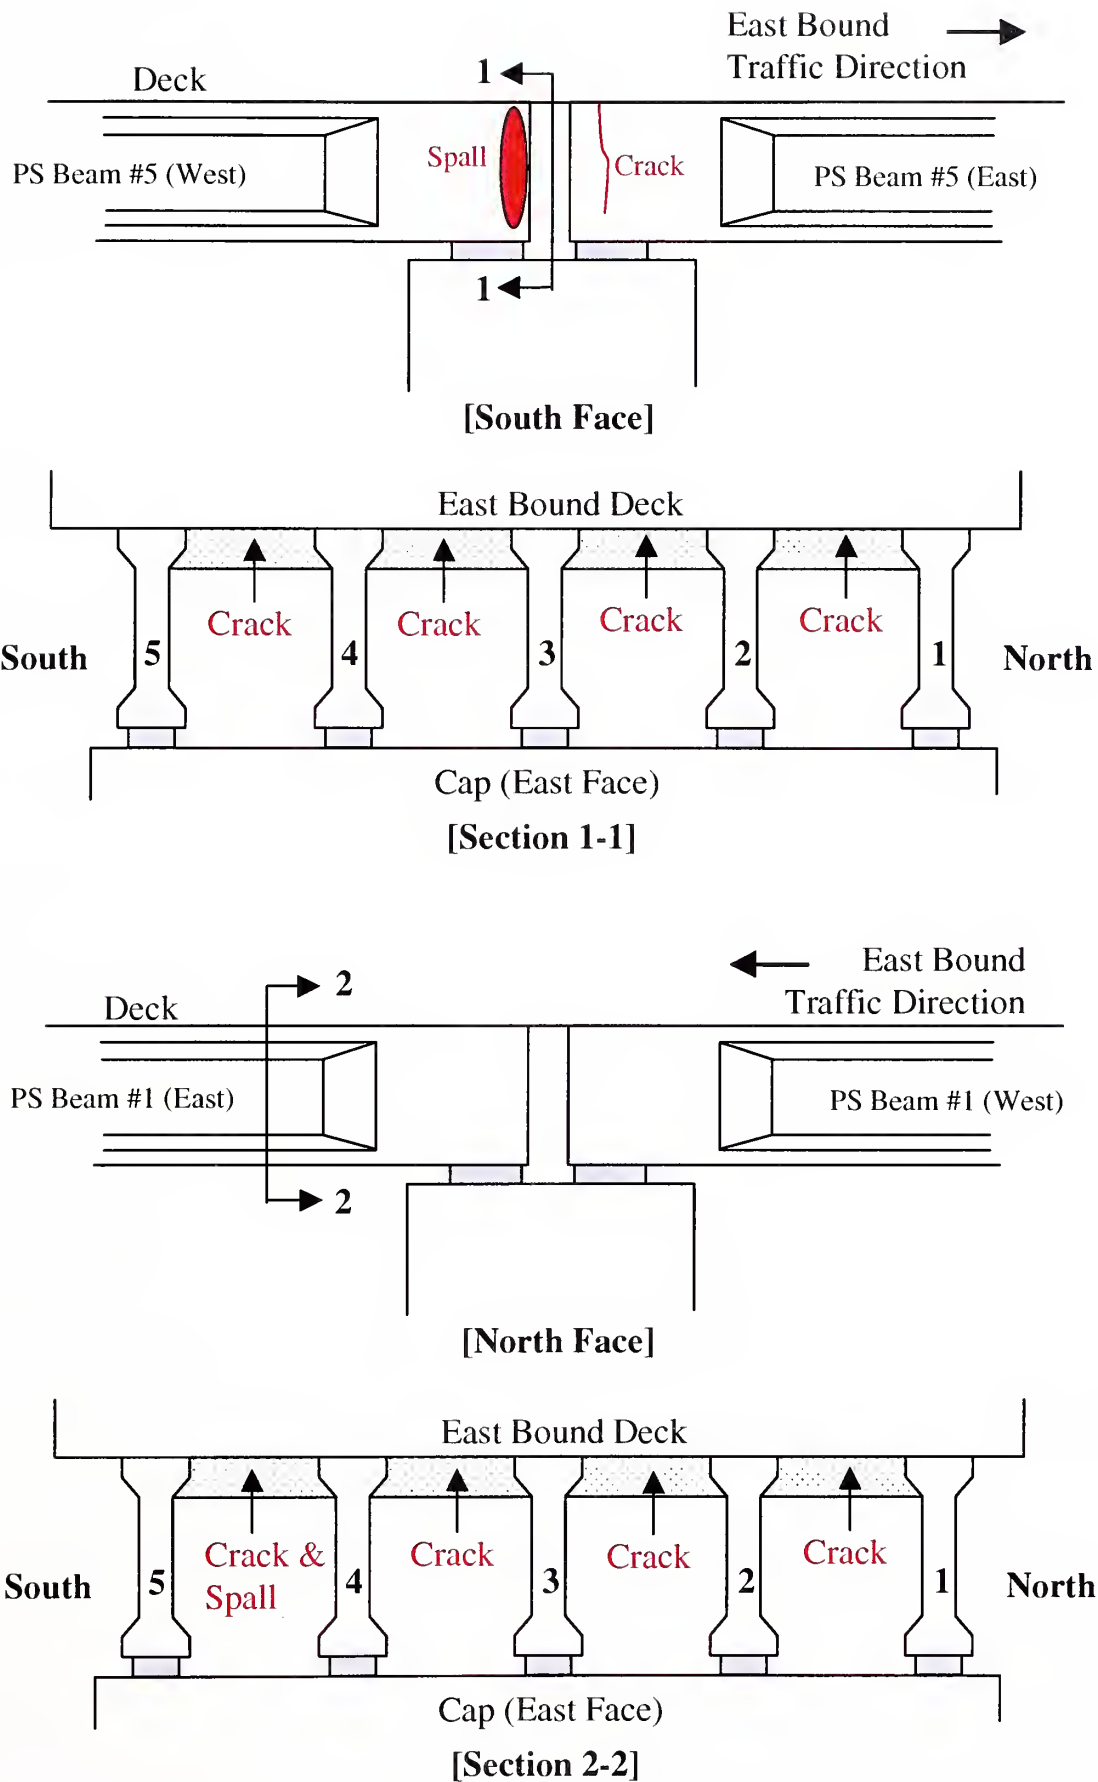 East Bound
Traffic Direction
Deck
1
Spall
Crack
PS Beam #5 (West)
PS Beam #5 (East)
1
[South Face]
East Bound Deck
Crack
Crack
Crack
Crack
South
5
4
3
2
1
North
Cap (East Face)
[Section 1-1]
East Bound
Traffic Direction
Deck
2
PS Beam #1 (East)
PS Beam #1 (West)
2
[North Face]
East Bound Deck
Crack &
Spall
Crack
Crack
Crack
South
5
4
3
2
1
North
Cap (East Face)
[Section 2-2]